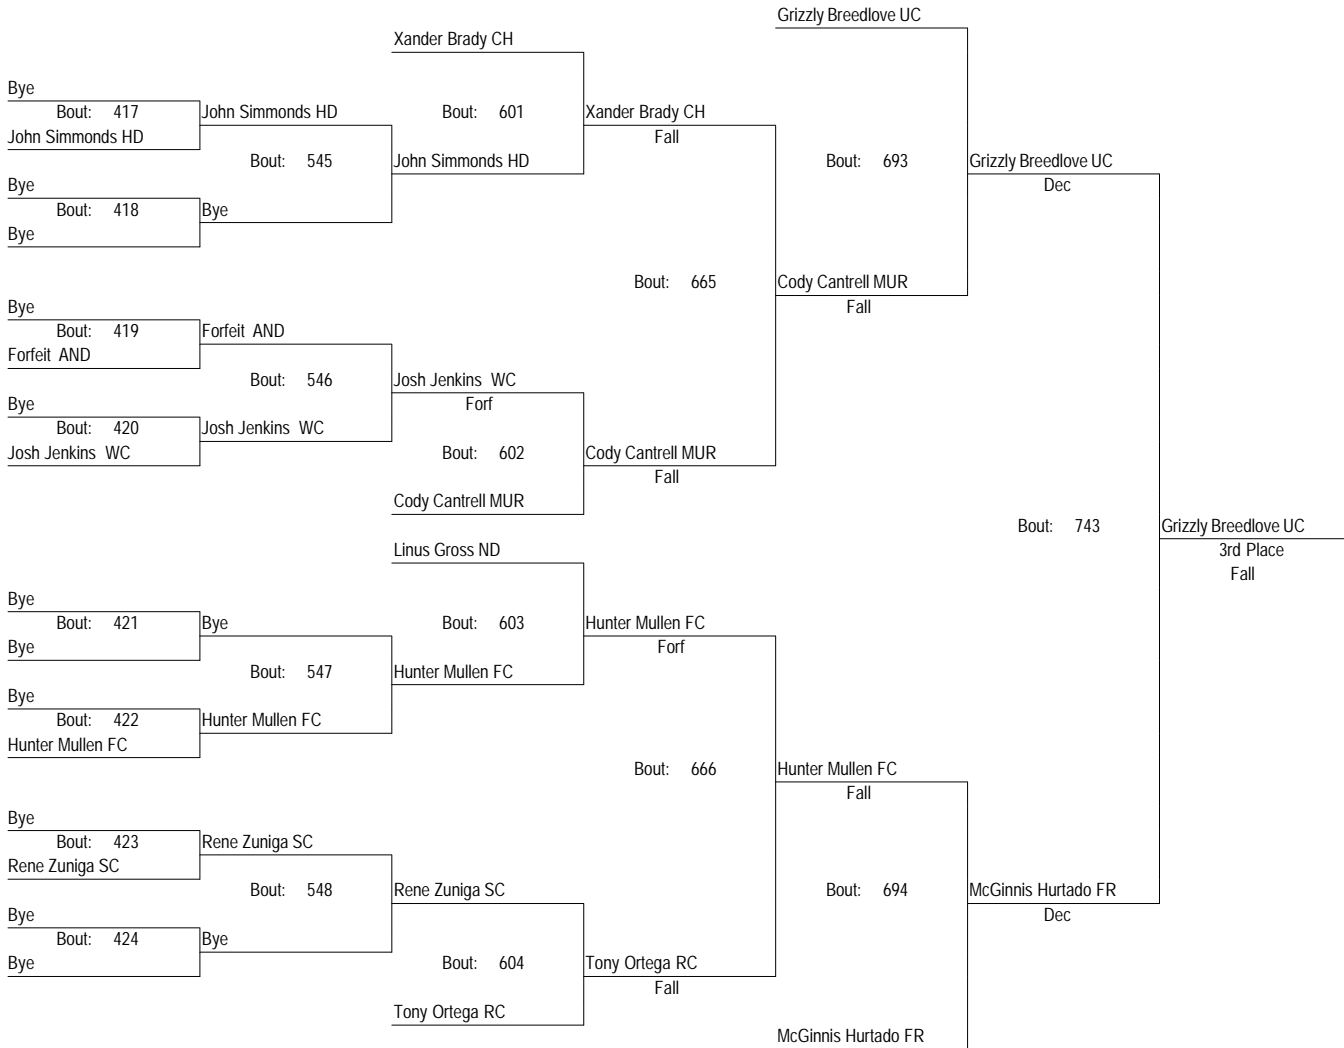 Grizzly Breedlove UC
Xander Brady CH
Bye
Bout: 417
John Simmonds HD
John Simmonds HD
Bout: 601
Xander Brady CH
Fall
Bout: 545
John Simmonds HD
Bout: 693
Grizzly Breedlove UC
Dec
Bye
Bout: 418
Bye
Bye
Bout: 665
Cody Cantrell MUR
Fall
Bye
Bout: 419
Forfeit AND
Forfeit AND
Bout: 546
Josh Jenkins WC
Forf
Bye
Bout: 420
Josh Jenkins WC
Josh Jenkins WC
Bout: 602
Cody Cantrell MUR
Fall
Cody Cantrell MUR
Bout: 743
Grizzly Breedlove UC
3rd Place
Fall
Linus Gross ND
Bye
Bout: 421
Bye
Bye
Bout: 603
Hunter Mullen FC
Forf
Bout: 547
Hunter Mullen FC
Bye
Bout: 422
Hunter Mullen FC
Hunter Mullen FC
Bout: 666
Hunter Mullen FC
Fall
Bye
Bout: 423
Rene Zuniga SC
Rene Zuniga SC
Bout: 548
Rene Zuniga SC
Bout: 694
McGinnis Hurtado FR
Dec
Bye
Bout: 424
Bye
Bye
Bout: 604
Tony Ortega RC
Fall
Tony Ortega RC
McGinnis Hurtado FR